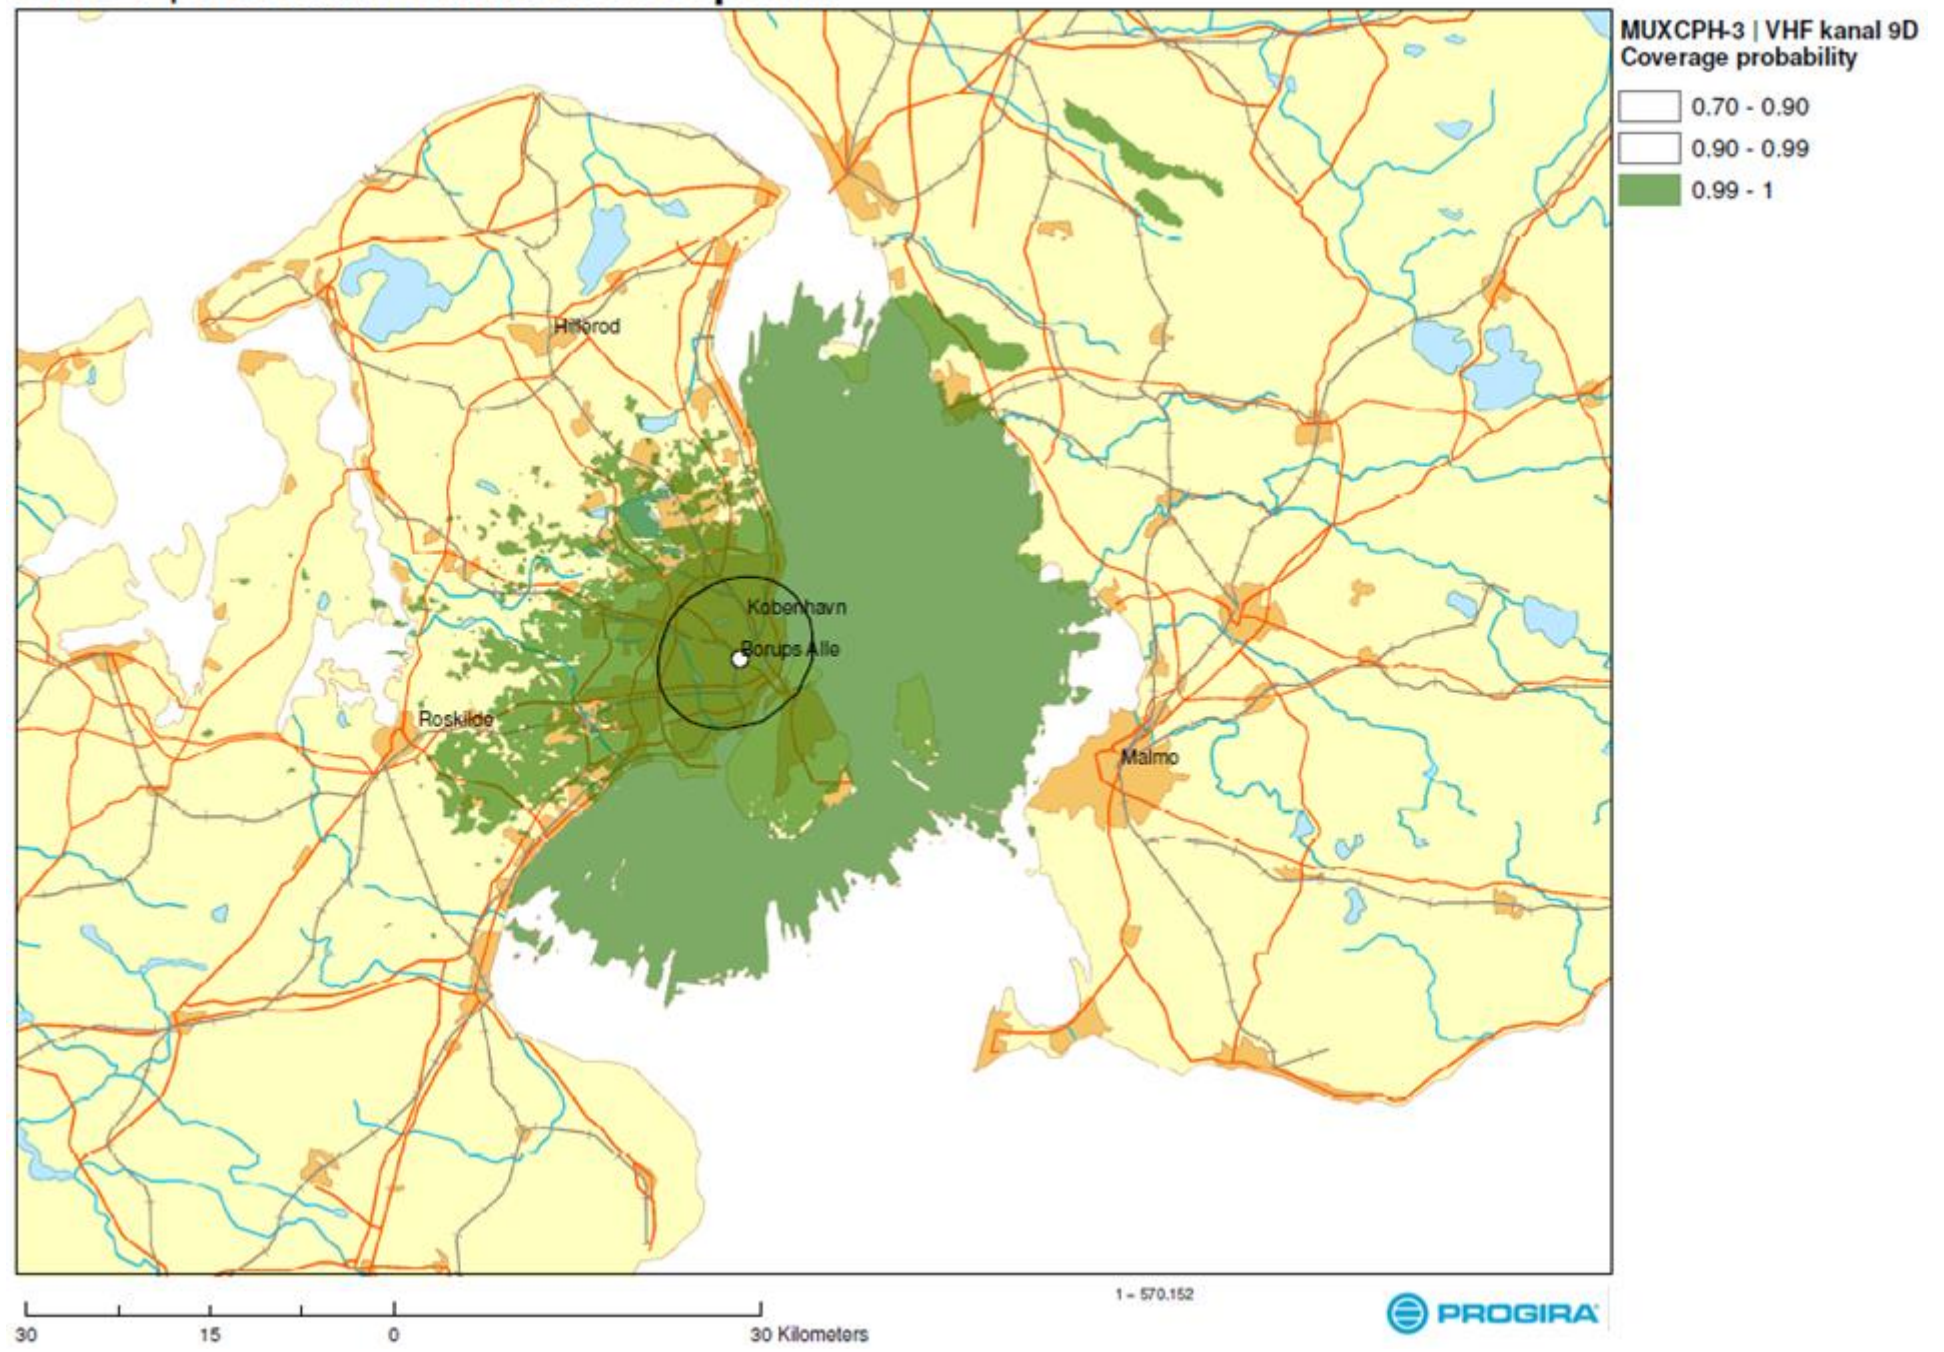 MUXCPH-3 | VHF kanal 9D
Coverage probability
0.70 - 0.90
0.90 - 0.99
0.99 - 1
Hillerod
Kobenhavn
Borups Alle
Roskilde
Malmo
1 - 570.152
30 15 0 30 Kilometers
PROGIRA